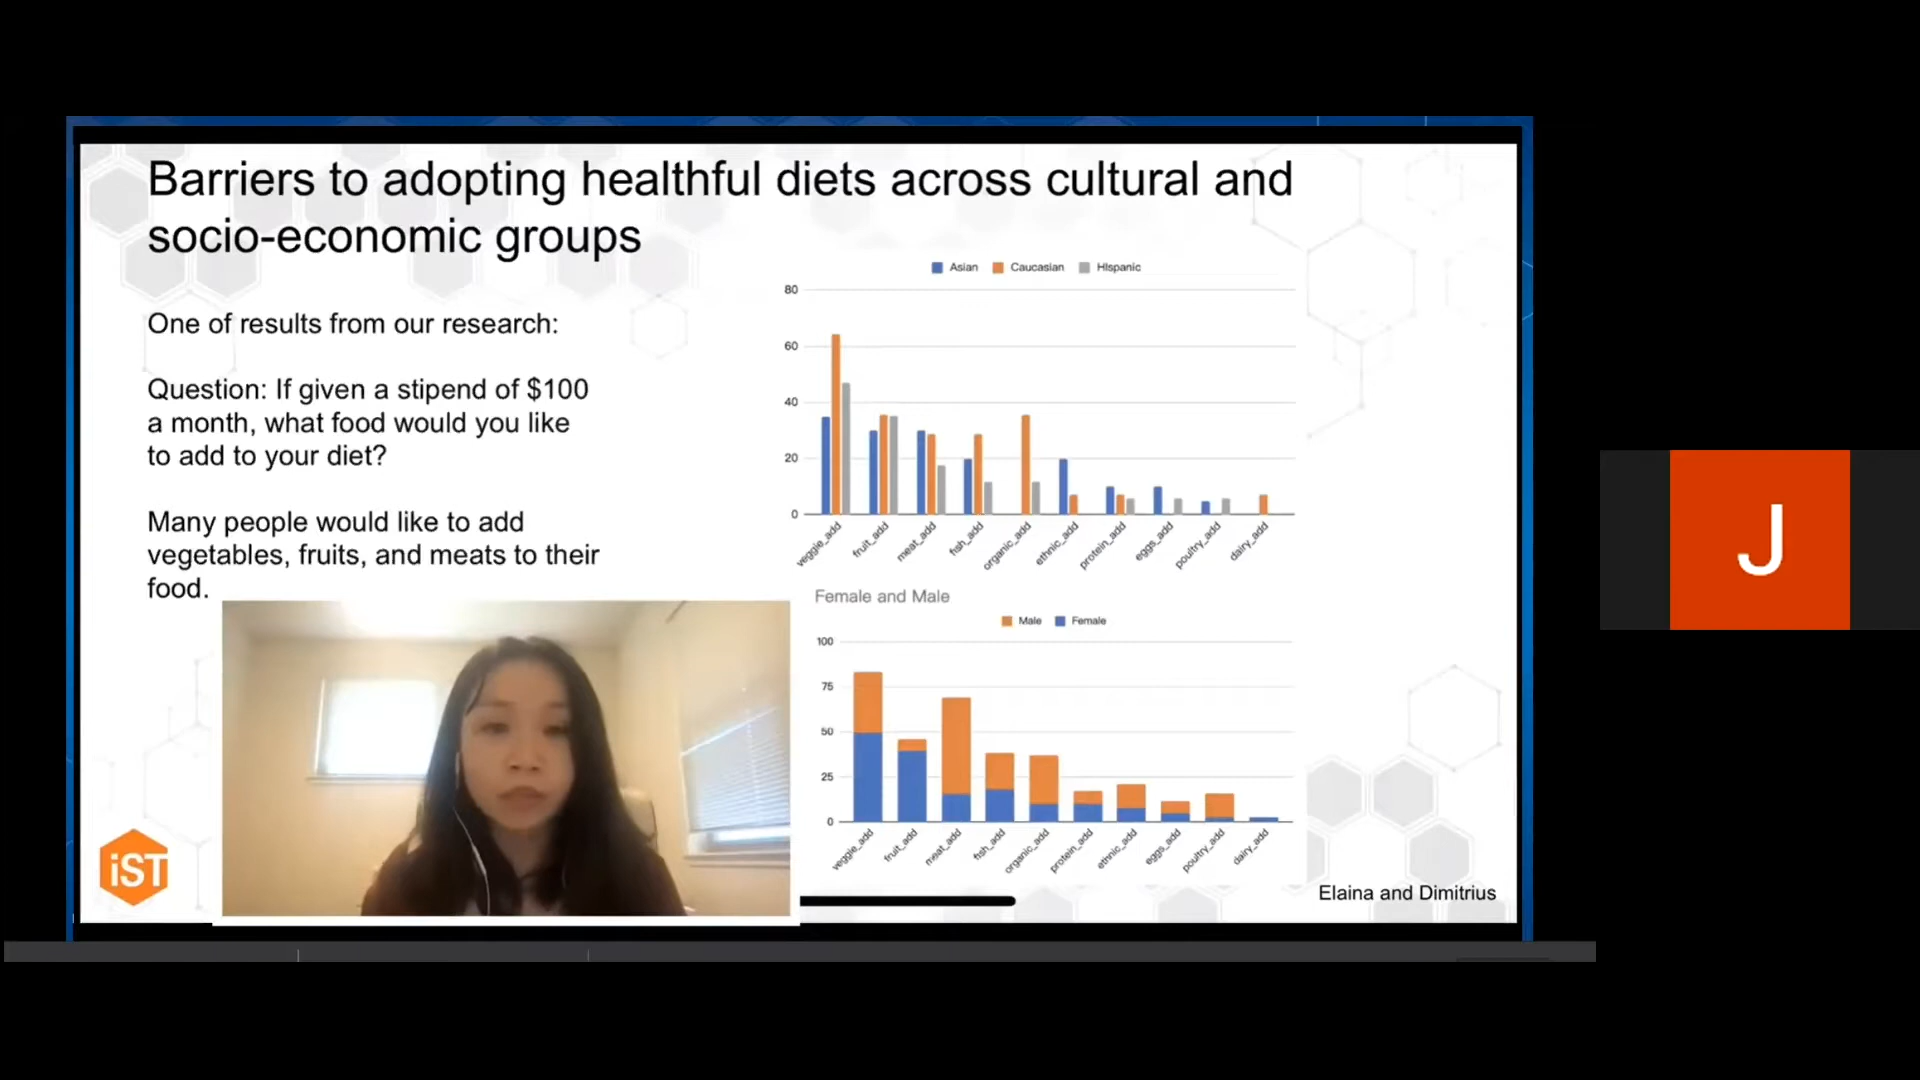 Barriers to adopting healthful diets across cultural and
socio-economic groups
One of results from our research:
Question: If given a stipend of $100
a month, what food would you like
to add to your diet?
Many people would like to add
vegetables, fruits, and meats to their
food.
Asian Caucasian HIspanic
80
60
40
20
0
veggie_add fruit_add meat_add fish_add organic_add ethnic_add protein_add eggs_add poultry_add dairy_add
Female and Male
Male Female
100
75
50
25
0
veggie_add fruit_add meat_add fish_add organic_add protein_add ethnic_add eggs_add poultry_add dairy_add
iST
Elaina and Dimitrius
J